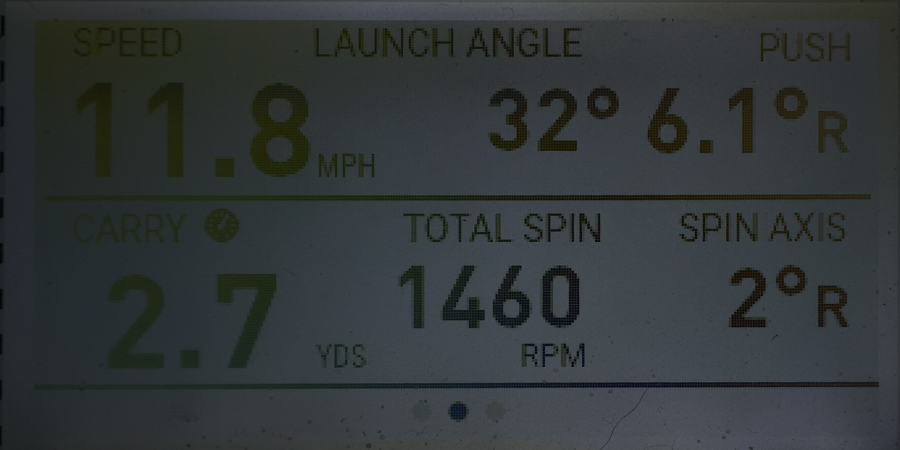 SPEED LAUNCH ANGLE PUSH
11.8 MPH 32° 6.1° R
CARRY TOTAL SPIN SPIN AXIS
2.7 YDS 1460 RPM 2° R